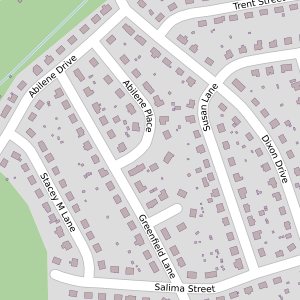 Trent Street
Abilene Drive
Abilene Place
Susan Lane
Dixon Drive
Stacey M Lane
Greenfield Lane
Salima Street